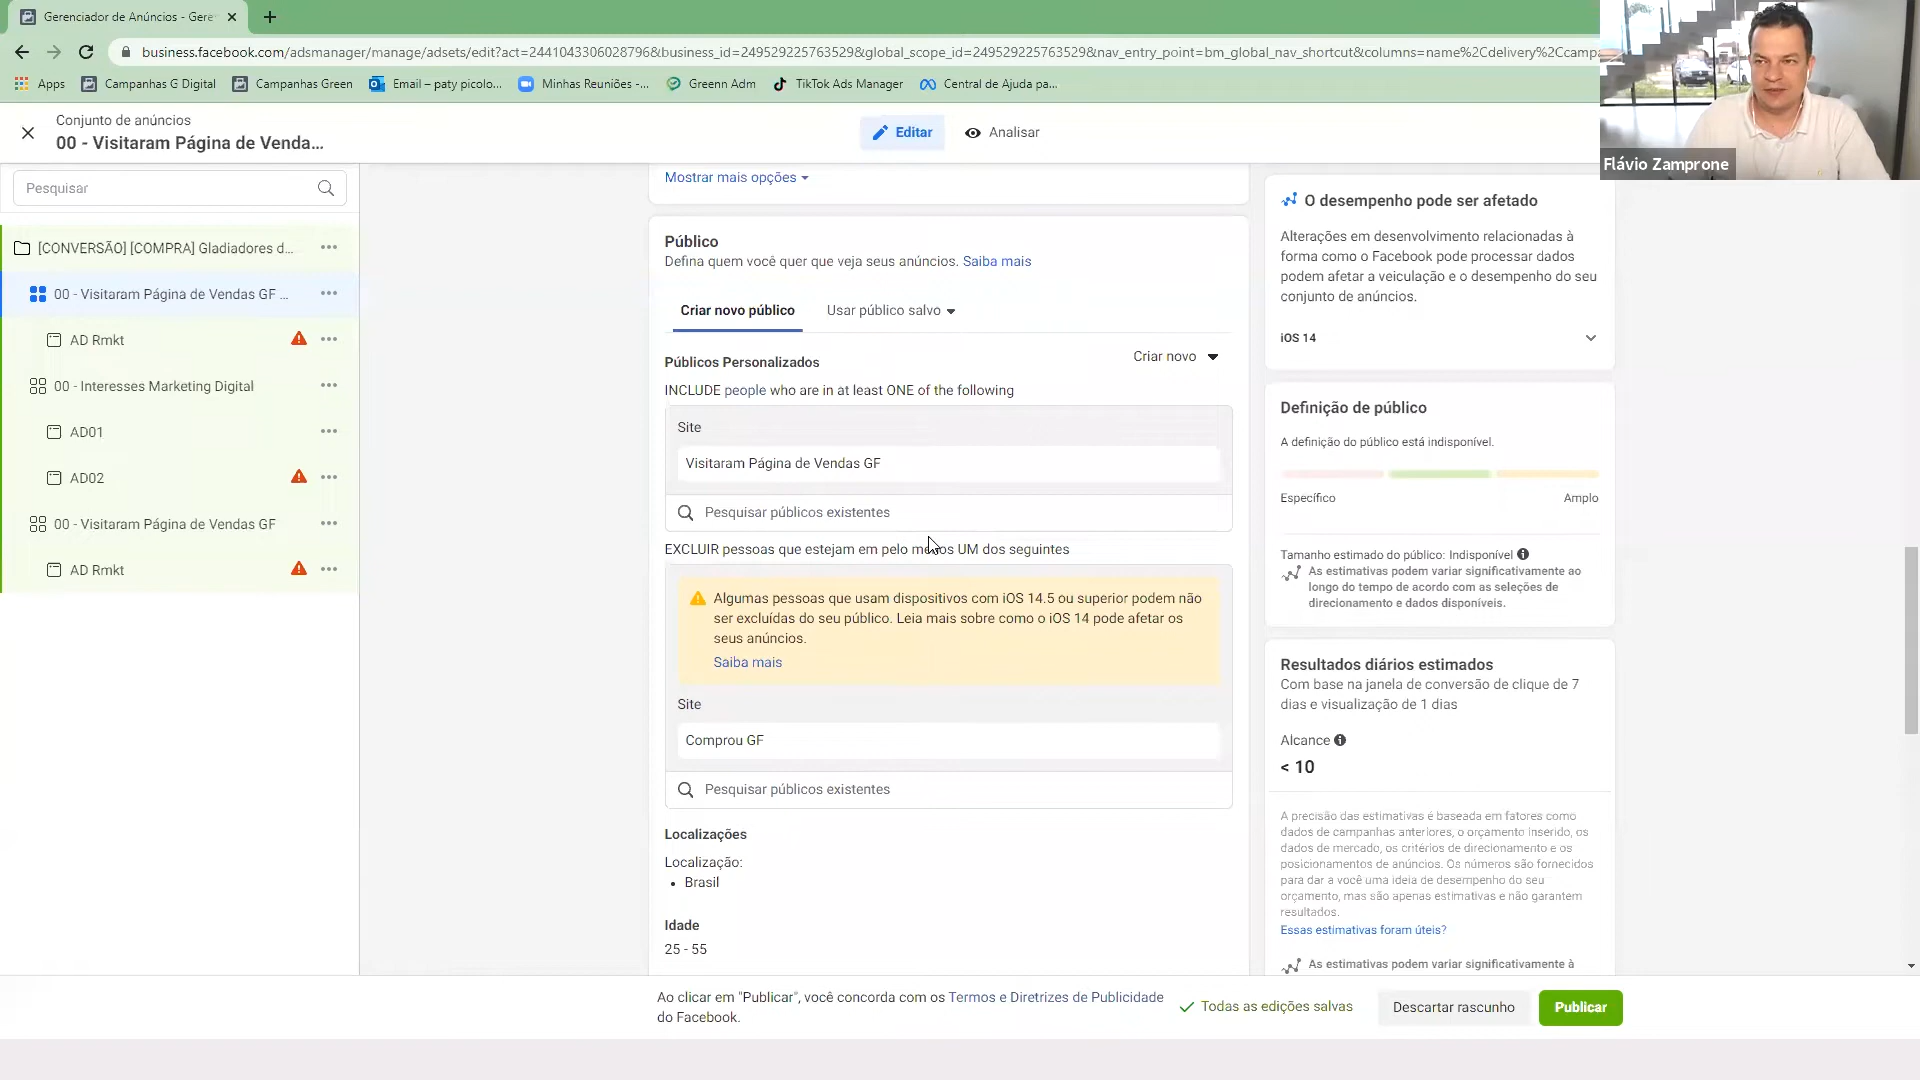 Gerenciador de Anúncios - Gere
business.facebook.com/adsmanager/manage/adsets/edit?act=2441043306028796&business_id=249529225763529&global_scope_id=249529225763529&nav_entry_point=bm_global_nav_shortcut&columns=name%2Cdelivery%2Ccampa
Apps
Campanhas G Digital
Campanhas Green
Email – paty picolo...
Minhas Reuniões -...
Greenn Adm
TikTok Ads Manager
Central de Ajuda pa...
Flávio Zamprone
Conjunto de anúncios
00 - Visitaram Página de Venda...
Editar
Analisar
Pesquisar
[CONVERSÃO] [COMPRA] Gladiadores d...
00 - Visitaram Página de Vendas GF ...
AD Rmkt
00 - Interesses Marketing Digital
AD01
AD02
00 - Visitaram Página de Vendas GF
AD Rmkt
Mostrar mais opções
Público
Defina quem você quer que veja seus anúncios. Saiba mais
Criar novo público
Usar público salvo
Públicos Personalizados
Criar novo
INCLUDE people who are in at least ONE of the following
Site
Visitaram Página de Vendas GF
Pesquisar públicos existentes
EXCLUIR pessoas que estejam em pelo menos UM dos seguintes
Algumas pessoas que usam dispositivos com iOS 14.5 ou superior podem não
ser excluídas do seu público. Leia mais sobre como o iOS 14 pode afetar os
seus anúncios.
Saiba mais
Site
Comprou GF
Pesquisar públicos existentes
Localizações
Localização:
• Brasil
Idade
25 - 55
O desempenho pode ser afetado
Alterações em desenvolvimento relacionadas à
forma como o Facebook pode processar dados
podem afetar a veiculação e o desempenho do seu
conjunto de anúncios.
iOS 14
Definição de público
A definição do público está indisponível.
Específico
Amplo
Tamanho estimado do público: Indisponível
As estimativas podem variar significativamente ao
longo do tempo de acordo com as seleções de
direcionamento e dados disponíveis.
Resultados diários estimados
Com base na janela de conversão de clique de 7
dias e visualização de 1 dias
Alcance
< 10
A precisão das estimativas é baseada em fatores como
dados de campanhas anteriores, o orçamento inserido, os
dados de mercado, os critérios de direcionamento e os
posicionamentos de anúncios. Os números são fornecidos
para dar a você uma ideia de desempenho do seu
orçamento, mas são apenas estimativas e não garantem
resultados.
Essas estimativas foram úteis?
As estimativas podem variar significativamente à
Ao clicar em "Publicar", você concorda com os Termos e Diretrizes de Publicidade
do Facebook.
Todas as edições salvas
Descartar rascunho
Publicar